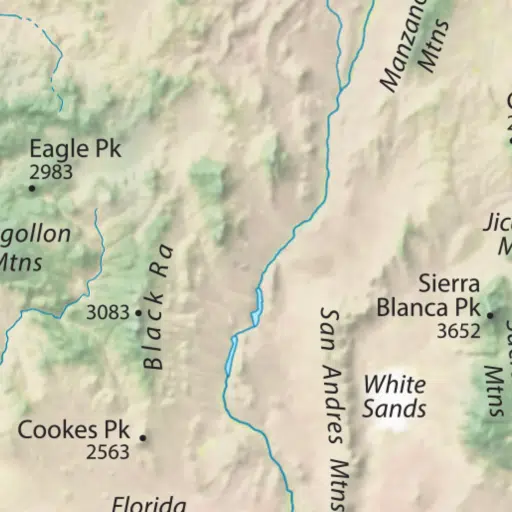 Manzano
Mtns
Eagle Pk
2983
gollon
Mtns
Black Ra
3083
Sierra
Blanca Pk
3652
San Andres Mtns
White
Sands
Mtns
Cookes Pk
2563
Florida